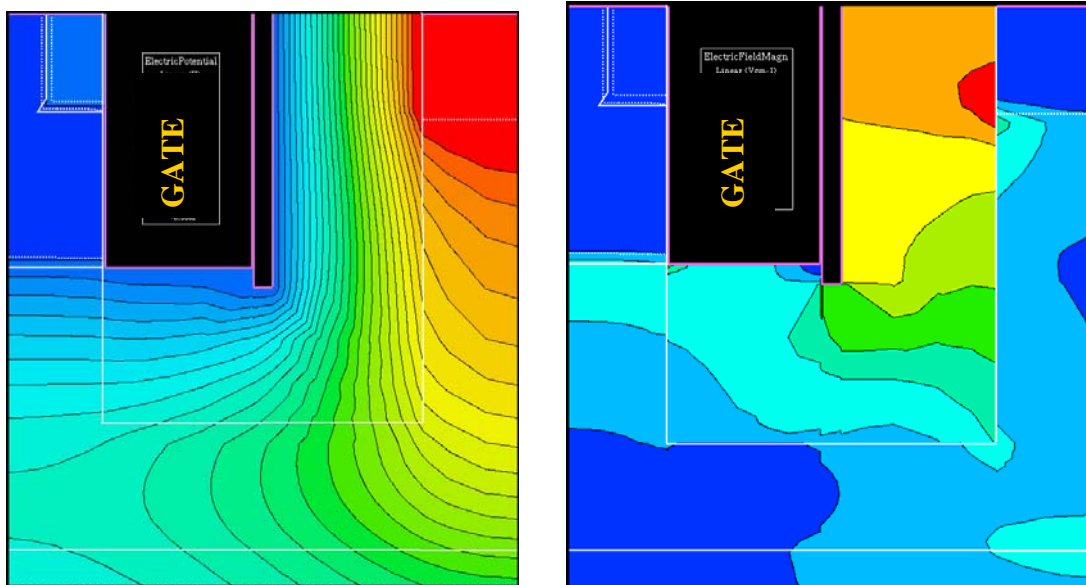 ElectricPotential
GATE
ElectricFieldMagn
Linear (Vcm-1)
GATE